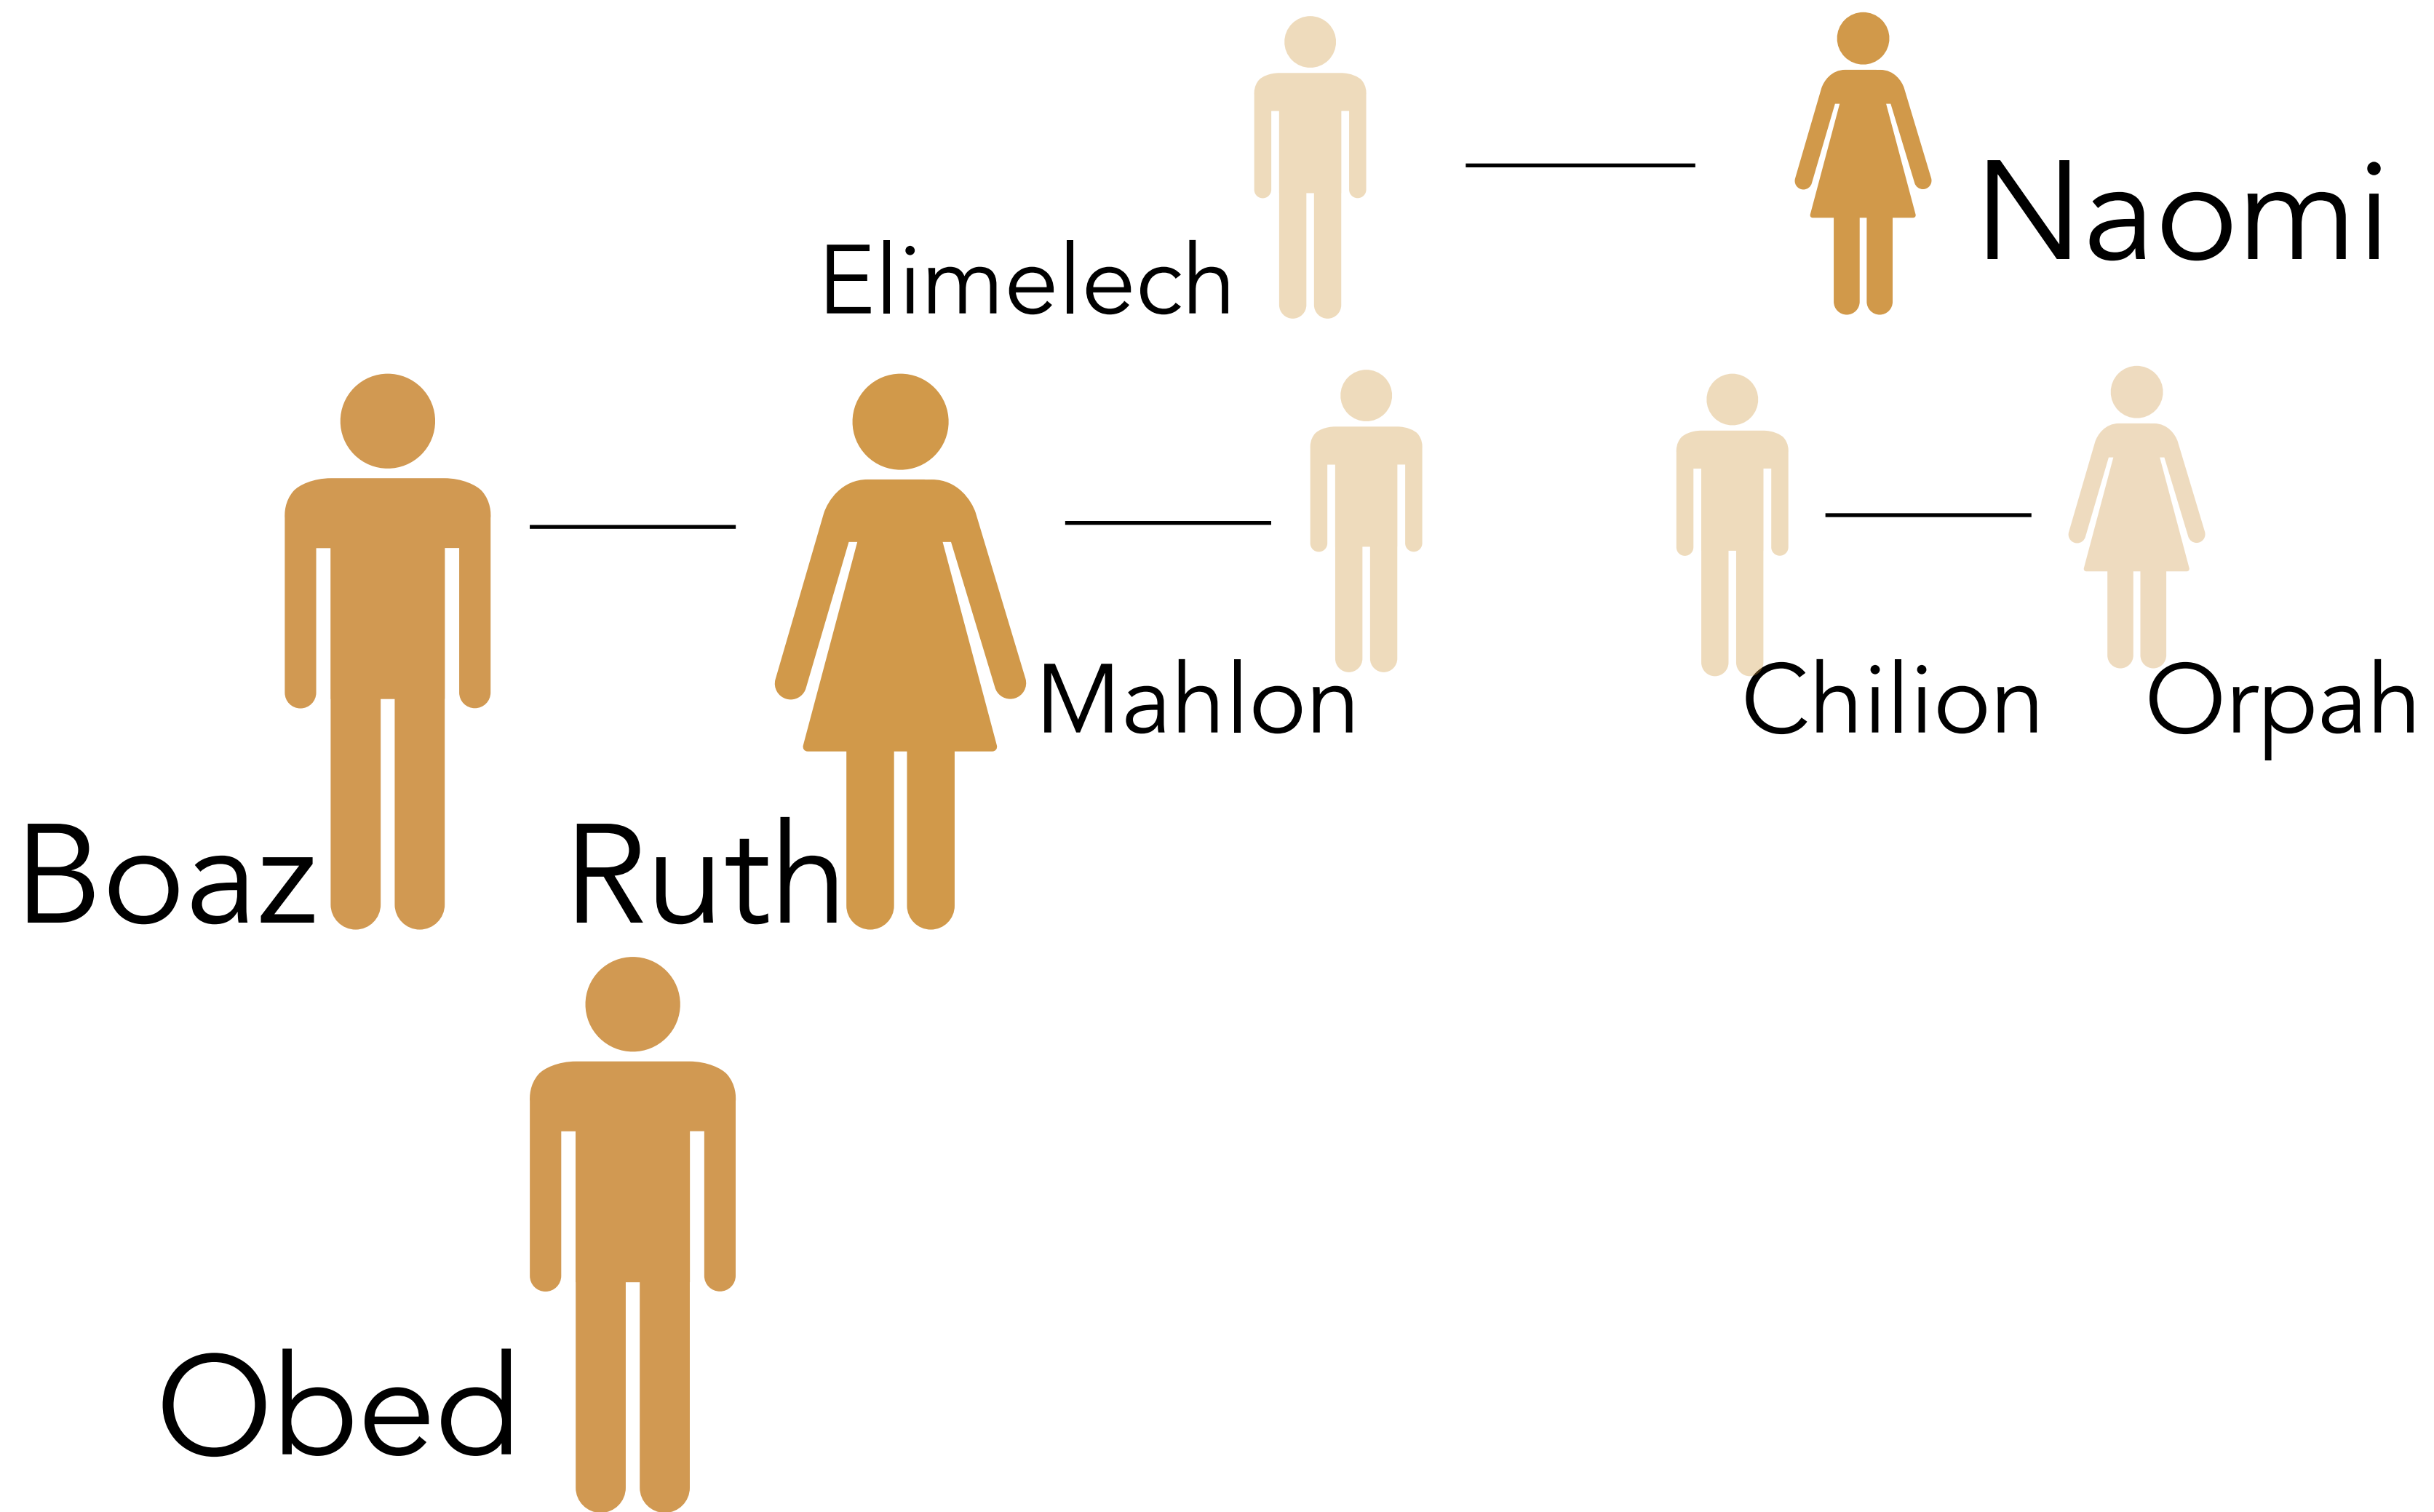 Naomi
Elimelech
Mahlon
Chilion
Orpah
Boaz
Ruth
Obed